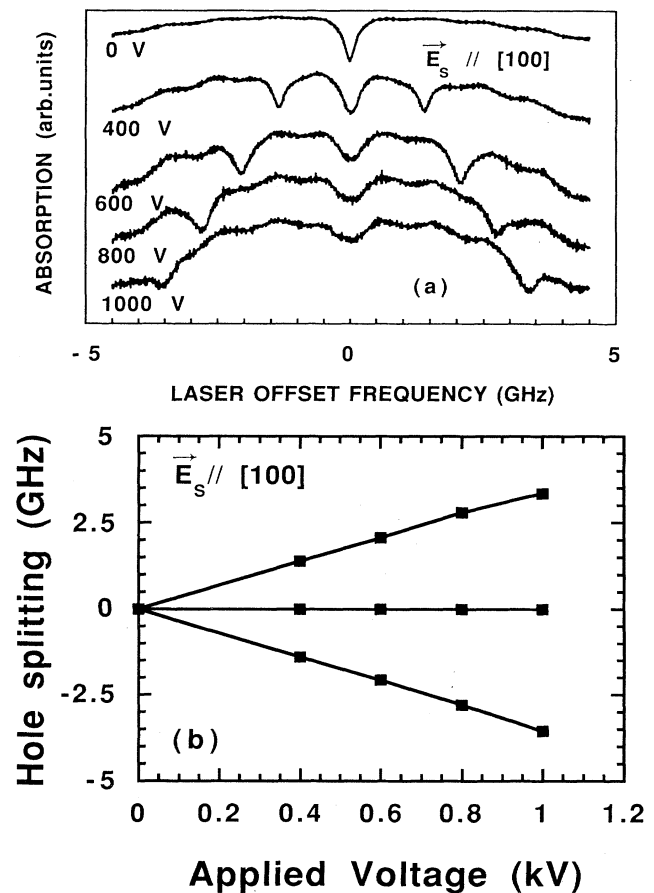 0 V
E_s // [100]
400 V
600 V
800 V
1000 V
(a)
ABSORPTION (arb.units)
- 5 0 5
LASER OFFSET FREQUENCY (GHz)
5
E_s // [100]
2.5
0
-2.5
(b)
-5
Hole splitting (GHz)
0 0.2 0.4 0.6 0.8 1 1.2
Applied Voltage (kV)